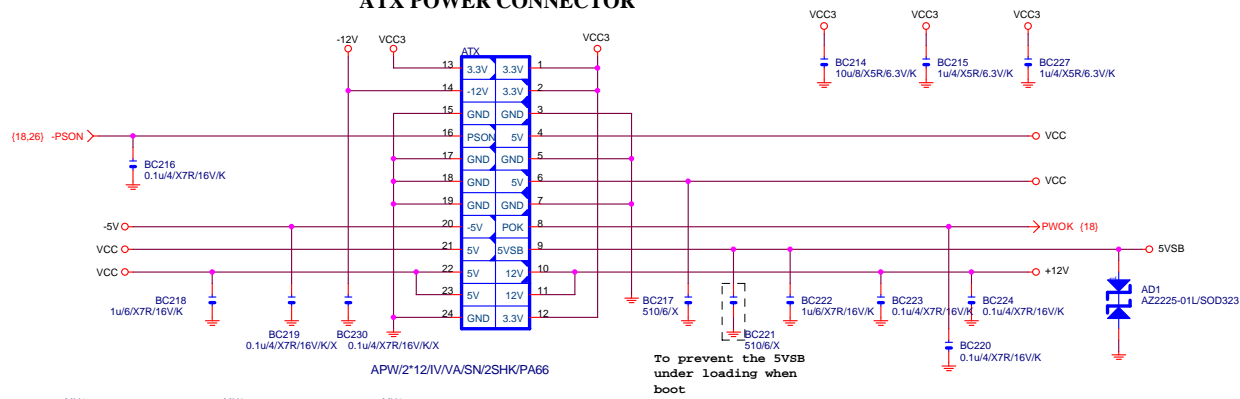 ATX POWER CONNECTOR
-12V
VCC3
VCC3
VCC3
VCC3
VCC3
BC214
10u/8/X5R/6.3V/K
BC215
1u/4/X5R/6.3V/K
BC227
1u/4/X5R/6.3V/K
ATX
13 3.3V 3.3V 1
14 -12V 3.3V 2
15 GND GND 3
{18,26} -PSON 16 PSON 5V 4 VCC
17 GND GND 5
18 GND 5V 6 VCC
19 GND GND 7
-5V 20 -5V POK 8 PWOK {18}
VCC 21 5V 5VSB 9 5VSB
VCC 22 5V 12V 10 +12V
23 5V 12V 11
24 GND 3.3V 12
BC216
0.1u/4/X7R/16V/K
BC218
1u/6/X7R/16V/K
BC219
0.1u/4/X7R/16V/K/X
BC230
0.1u/4/X7R/16V/K/X
BC217
510/6/X
BC221
510/6/X
BC222
1u/6/X7R/16V/K
BC223
0.1u/4/X7R/16V/K
BC224
0.1u/4/X7R/16V/K
BC220
0.1u/4/X7R/16V/K
AD1
AZ2225-01L/SOD323
APW/2*12/IV/VA/SN/2SHK/PA66
To prevent the 5VSB
under loading when
boot